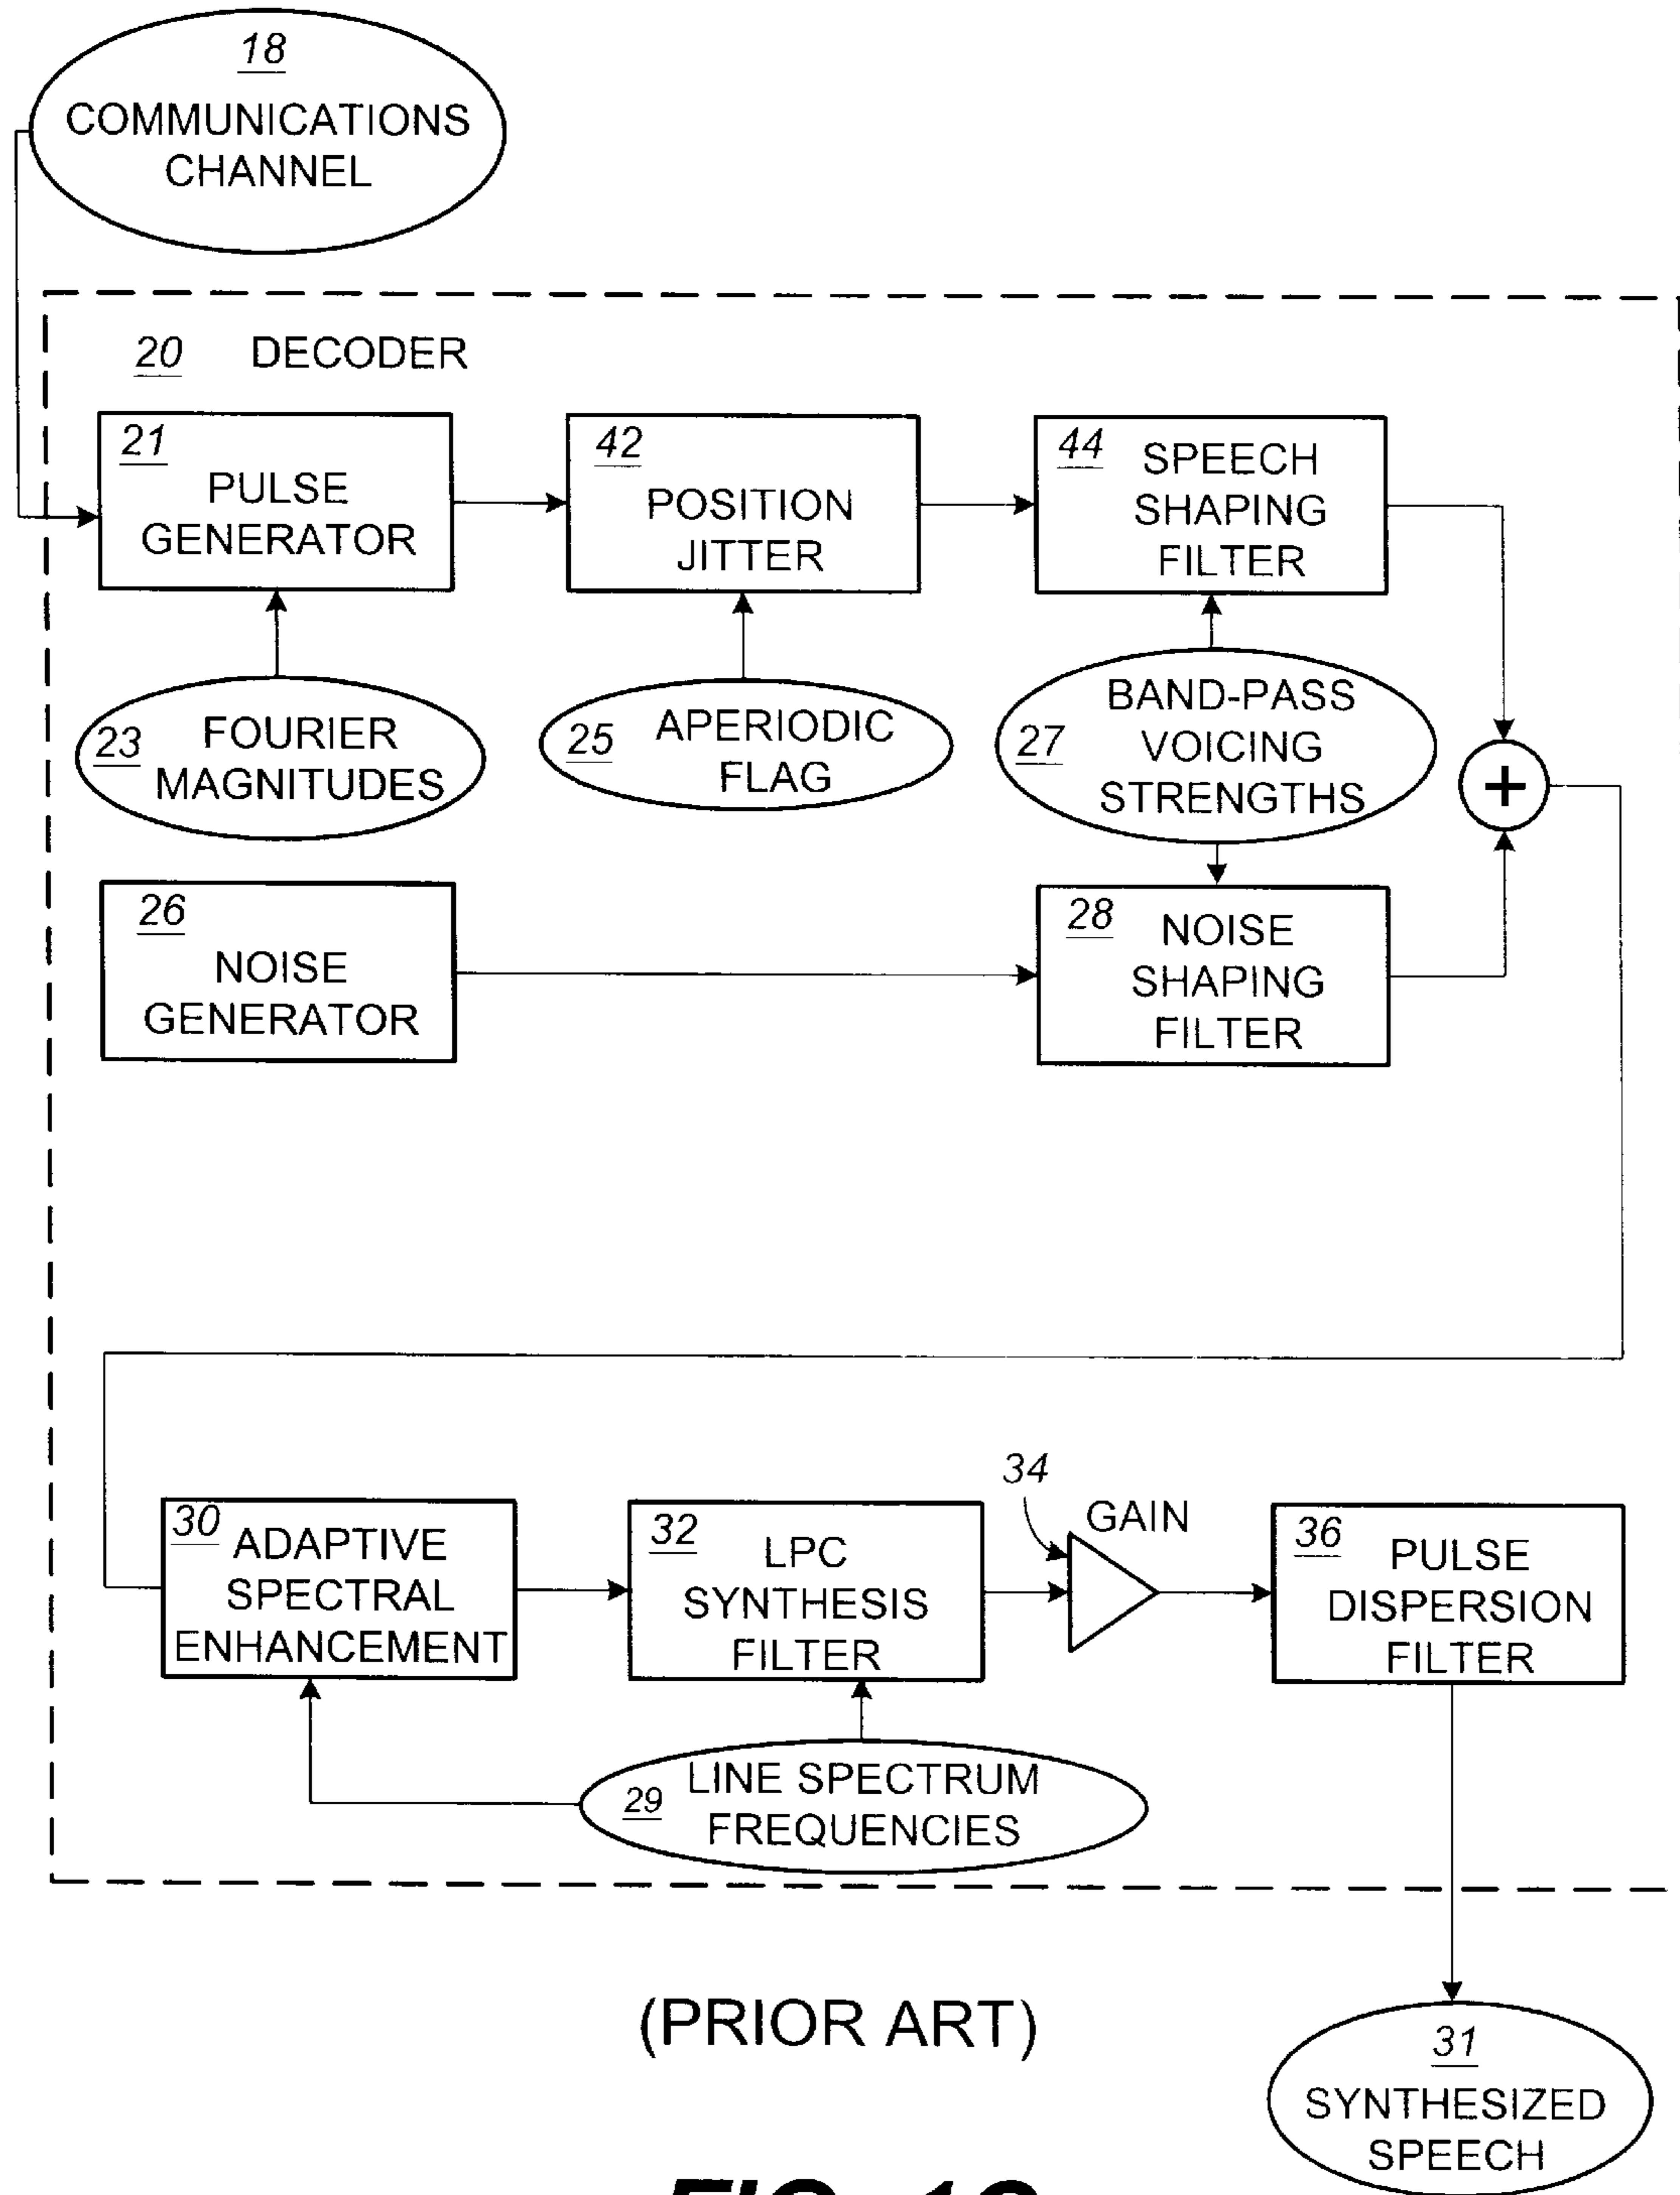 18
COMMUNICATIONS
CHANNEL
20 DECODER
21
PULSE
GENERATOR
42
POSITION
JITTER
44
SPEECH
SHAPING
FILTER
23
FOURIER
MAGNITUDES
25
APERIODIC
FLAG
27
BAND-PASS
VOICING
STRENGTHS
+
26
NOISE
GENERATOR
28
NOISE
SHAPING
FILTER
30
ADAPTIVE
SPECTRAL
ENHANCEMENT
32
LPC
SYNTHESIS
FILTER
34
GAIN
36
PULSE
DISPERSION
FILTER
29
LINE SPECTRUM
FREQUENCIES
(PRIOR ART)
31
SYNTHESIZED
SPEECH